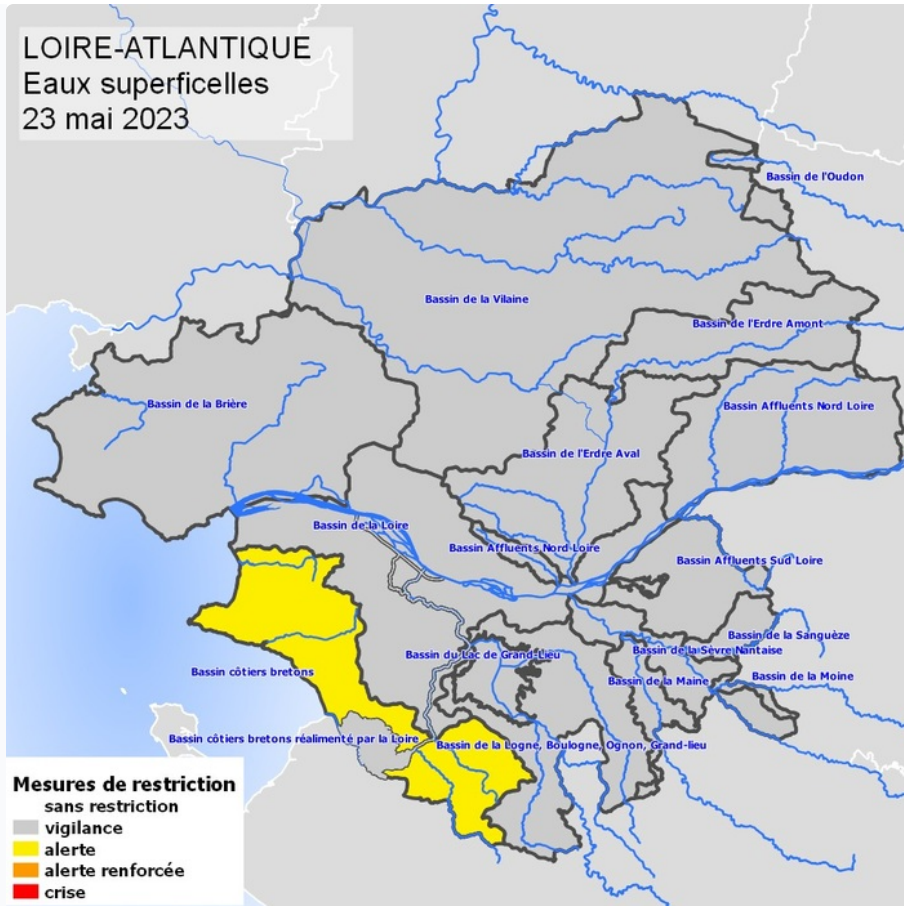 LOIRE-ATLANTIQUE
Eaux superficelles
23 mai 2023
Bassin de l'Oudon
Bassin de la Vilaine
Bassin de l'Erdre Amont
Bassin de la Brière
Bassin Affluents Nord Loire
Bassin de l'Erdre Aval
Bassin de la Loire
Bassin Affluents Nord Loire
Bassin Affluents Sud Loire
Bassin de la Sanguèze
Bassin de la Sèvre Nantaise
Bassin du Lac de Grand-Lieu
Bassin côtiers bretons
Bassin de la Maine
Bassin de la Moine
Bassin côtiers bretons réalimenté par la Loire
Bassin de la Logne, Boulogne, Ognon, Grand-lieu
Mesures de restriction
sans restriction
vigilance
alerte
alerte renforcée
crise